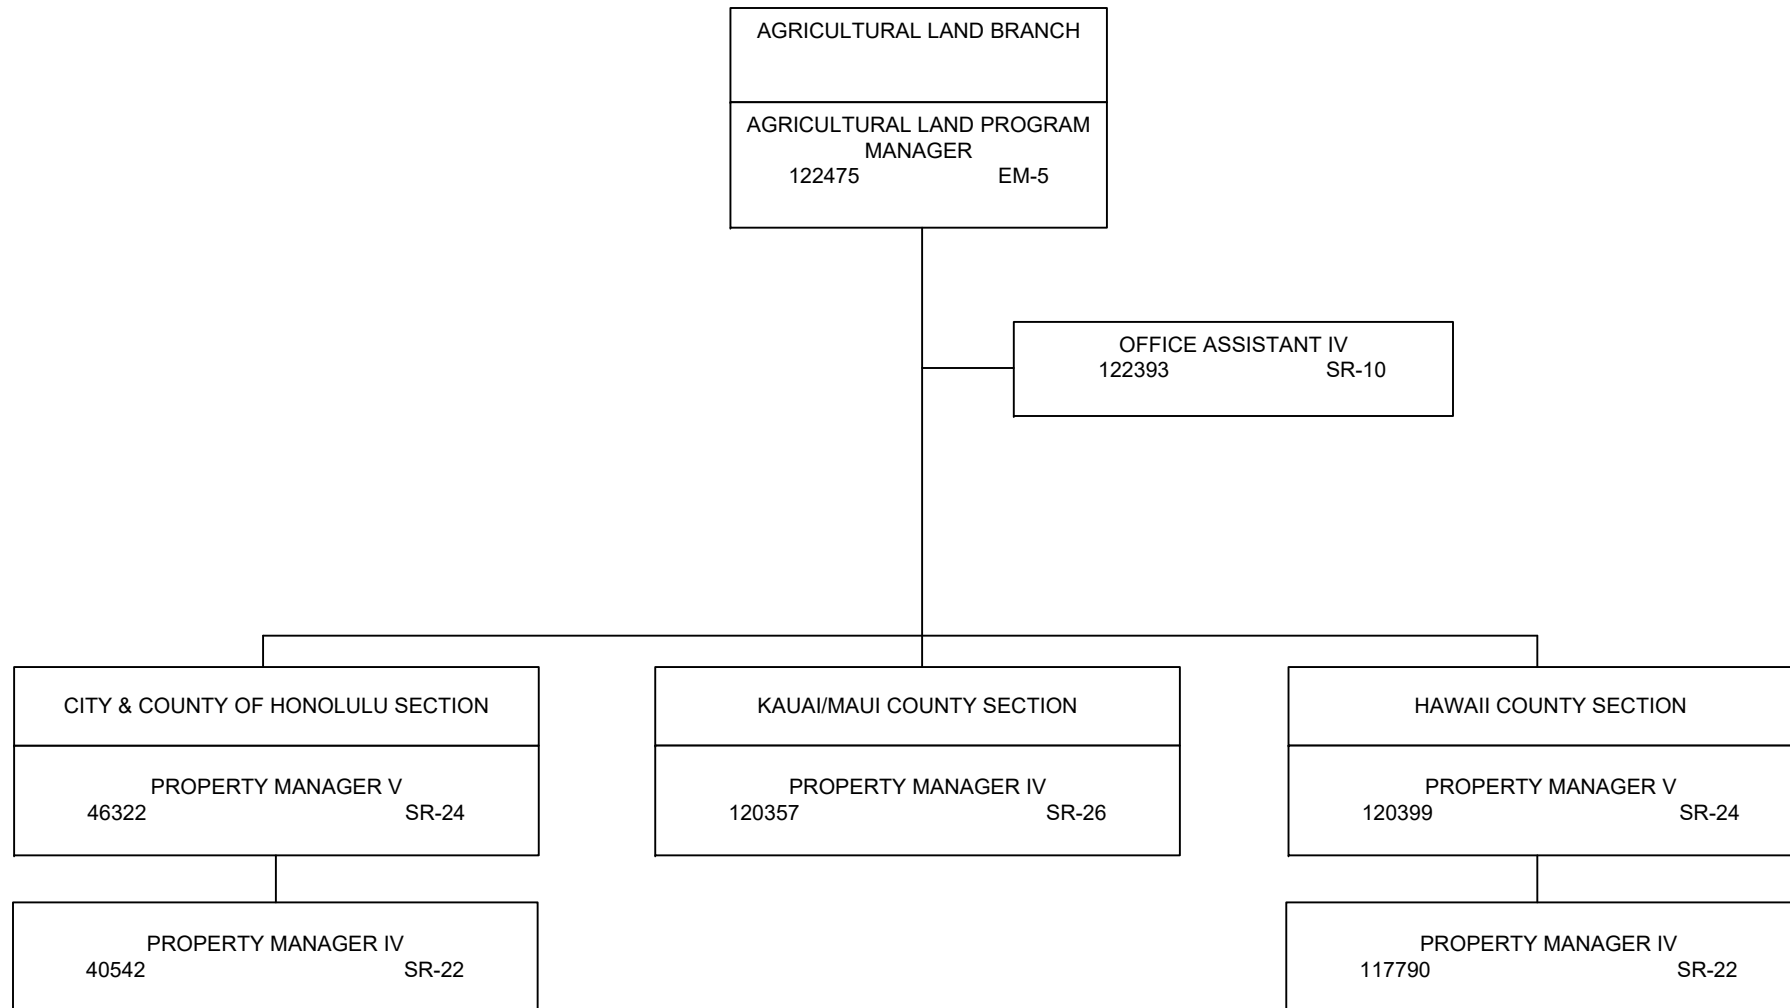 AGRICULTURAL LAND BRANCH
AGRICULTURAL LAND PROGRAM
MANAGER
122475 EM-5
OFFICE ASSISTANT IV
122393 SR-10
CITY & COUNTY OF HONOLULU SECTION
PROPERTY MANAGER V
46322 SR-24
PROPERTY MANAGER IV
40542 SR-22
KAUAI/MAUI COUNTY SECTION
PROPERTY MANAGER IV
120357 SR-26
HAWAII COUNTY SECTION
PROPERTY MANAGER V
120399 SR-24
PROPERTY MANAGER IV
117790 SR-22